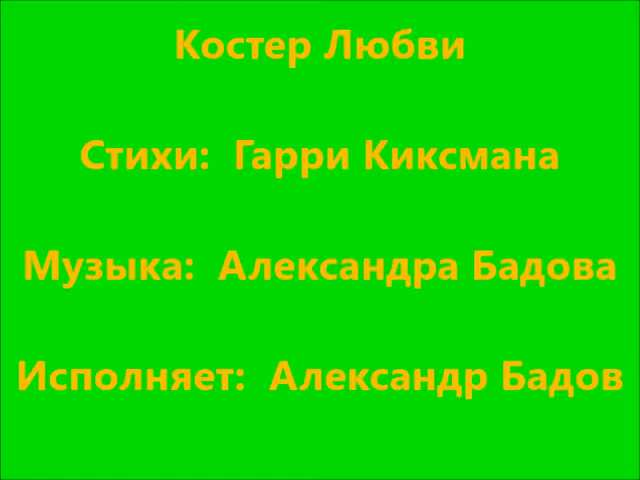 Костер Любви
Стихи:  Гарри Киксмана
Музыка:  Александра Бадова
Исполняет:  Александр Бадов